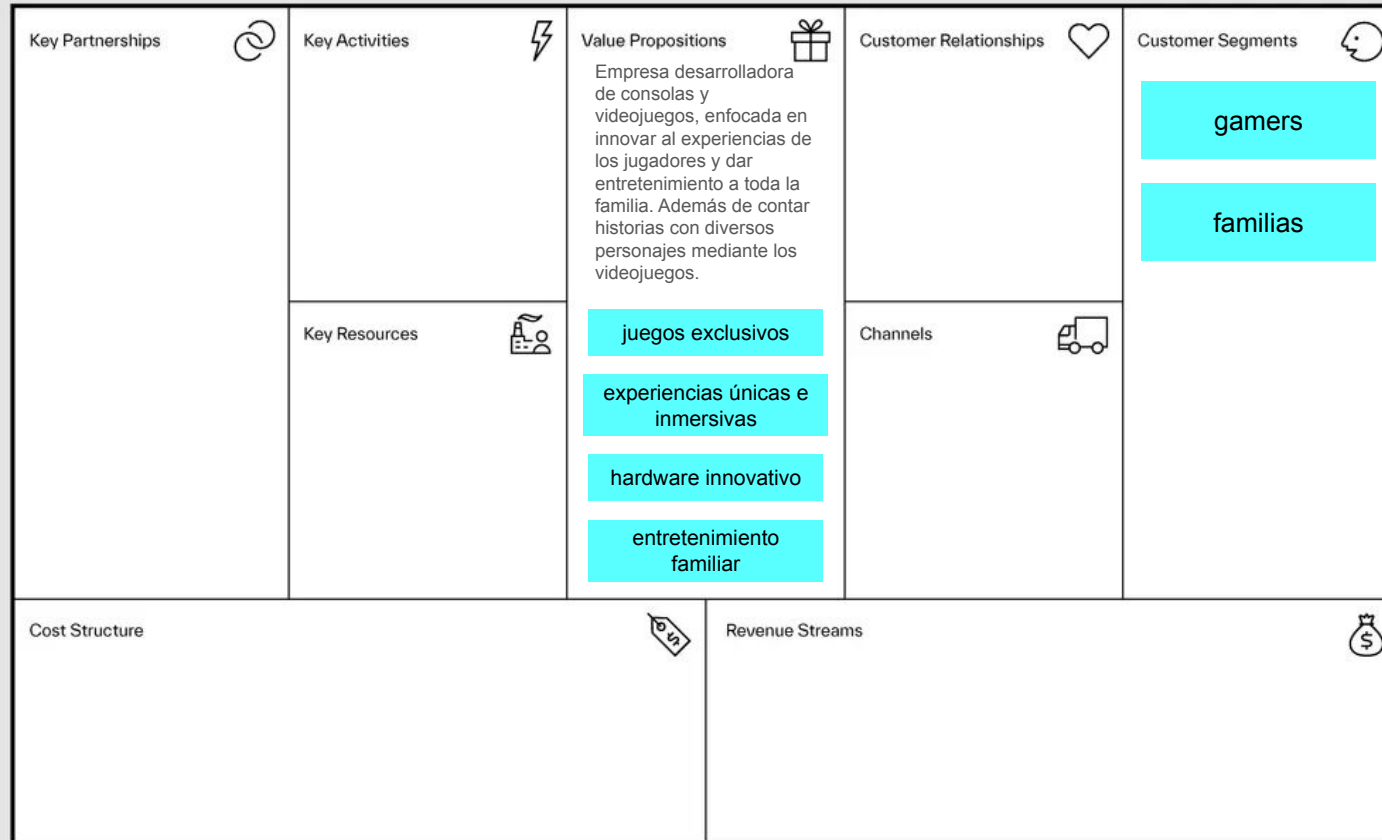 Key Partnerships
Key Activities
Value Propositions
Empresa desarrolladora
de consolas y
videojuegos, enfocada en
innovar al experiencias de
los jugadores y dar
entretenimiento a toda la
familia. Además de contar
historias con diversos
personajes mediante los
videojuegos.
juegos exclusivos
experiencias únicas e
inmersivas
hardware innovativo
entretenimiento
familiar
Customer Relationships
Customer Segments
gamers
familias
Key Resources
Channels
Cost Structure
$
Revenue Streams
$